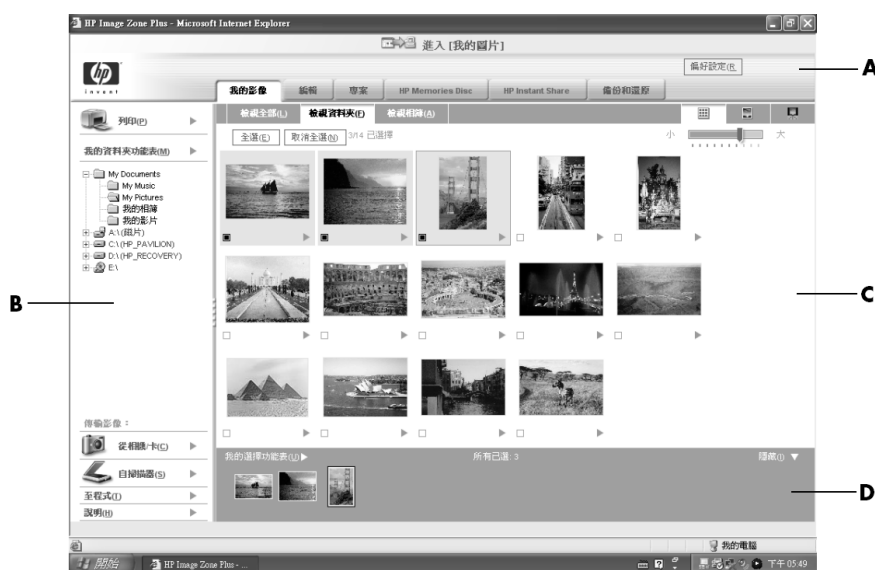 HP Image Zone Plus - Microsoft Internet Explorer
進入 [我的圖片]
hp
invent
偏好設定(R)
A
我的影像 編輯 專案 HP Memories Disc HP Instant Share 備份和還原
檢視全部(L) 檢視資料夾(F) 檢視相簿(A)
列印(P)
全選(E) 取消全選(N) 3/14 已選擇 小 大
我的資料夾功能表(M)
My Documents
My Music
My Pictures
我的相簿
我的影片
A:\(磁片)
C:\(HP_PAVILION)
D:\(HP_RECOVERY)
E:\
B
C
傳輸影像：
從相機/卡(C)
自掃描器(S)
至程式(T)
說明(H)
我的選擇功能表(U) 所有已選: 3 隱藏(I)
D
我的電腦
開始 HP Image Zone Plus - ... 下午 05:49